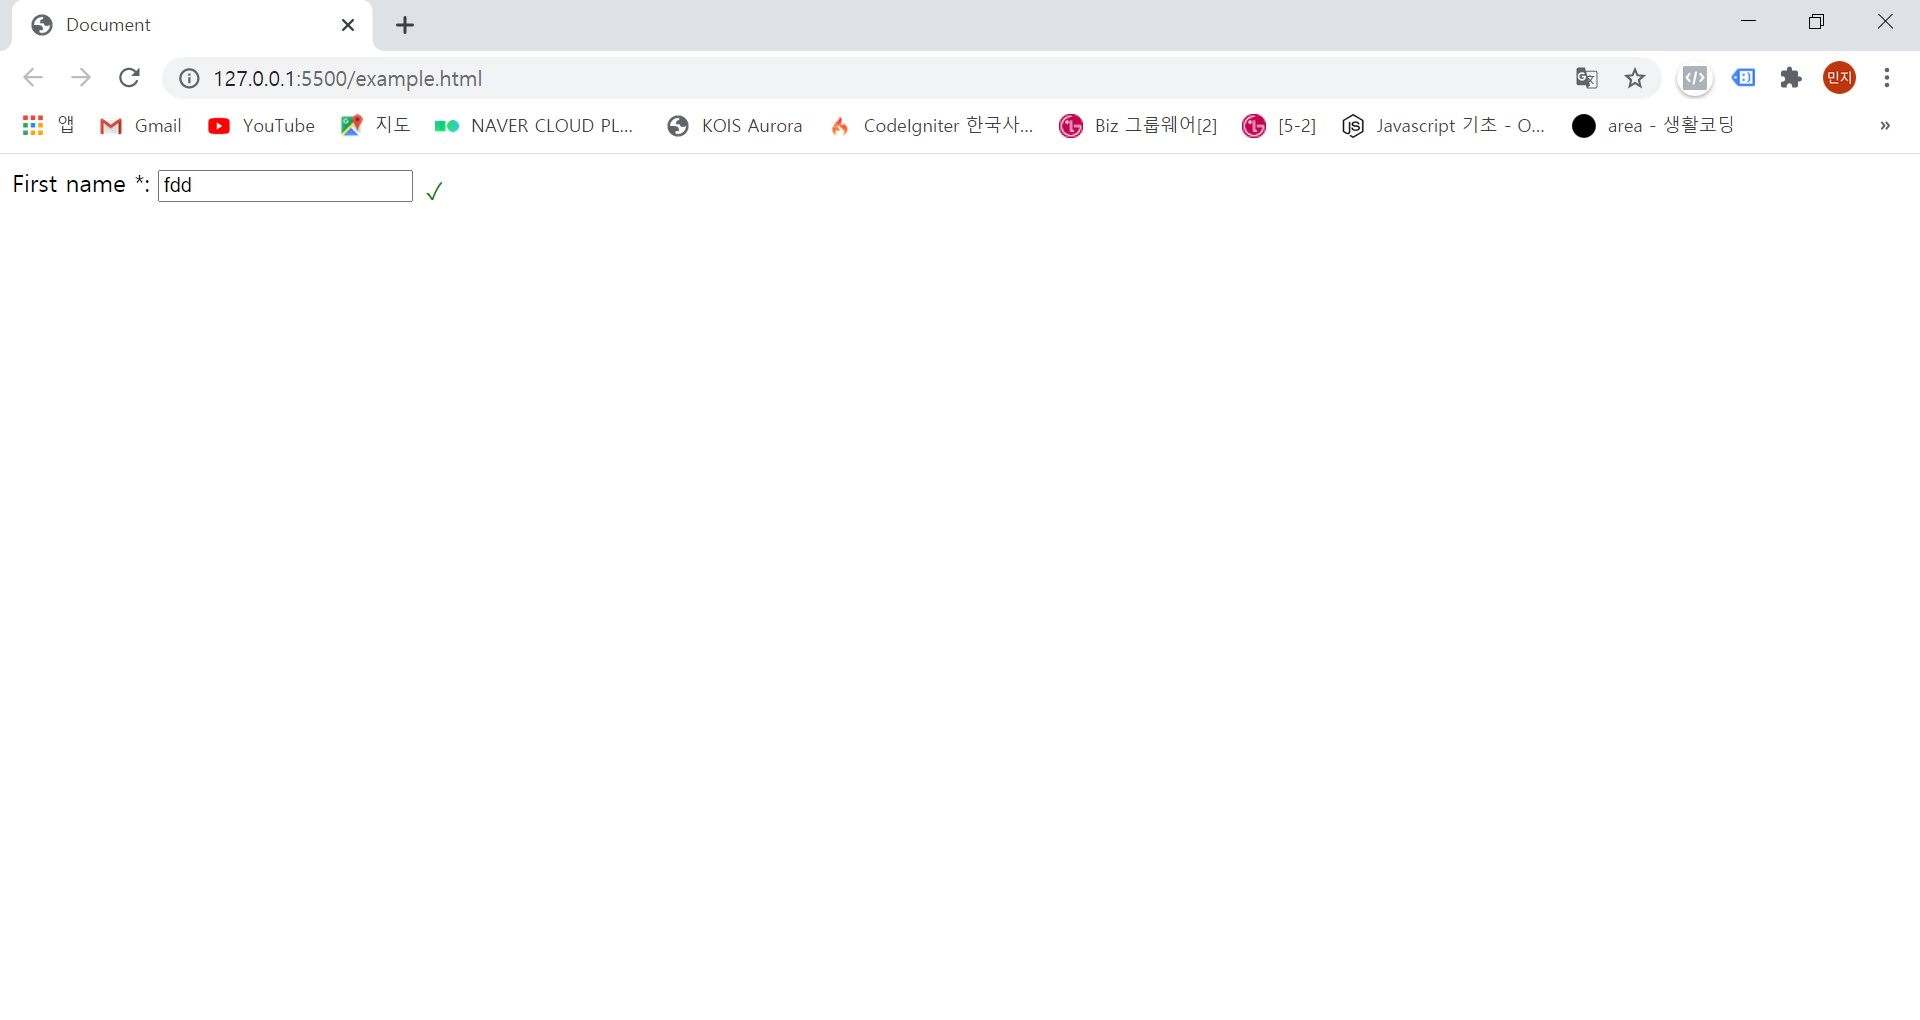 Document
127.0.0.1:5500/example.html
민지
앱 Gmail YouTube 지도 NAVER CLOUD PL... KOIS Aurora CodeIgniter 한국사... Biz 그룹웨어[2] [5-2] Javascript 기초 - O... area - 생활코딩 »
First name *: fdd ✓